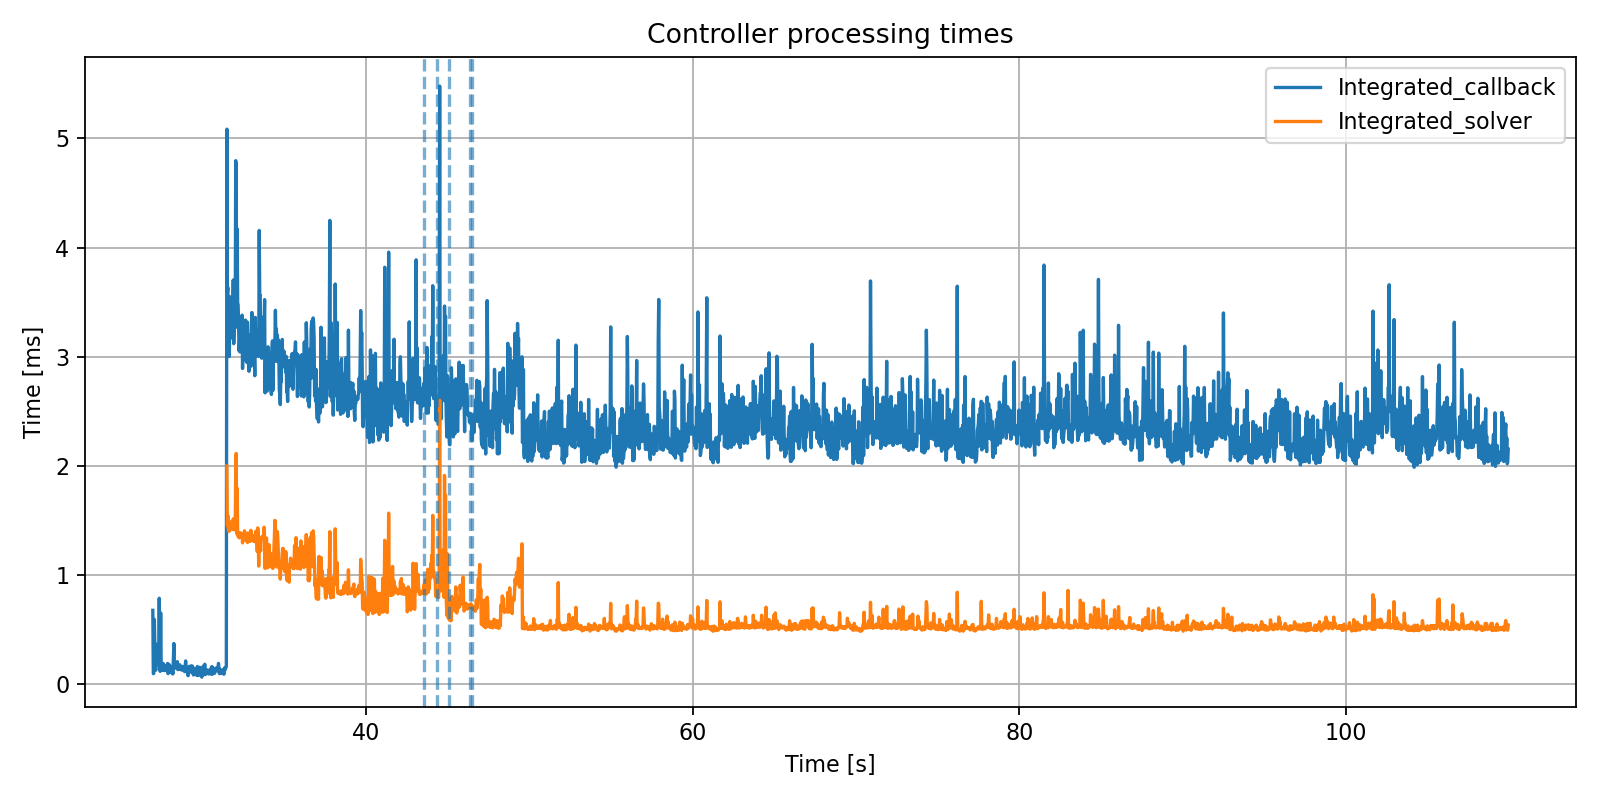 Controller processing times
Integrated_callback
Integrated_solver
Time [ms]
5
4
3
2
1
0
40
60
80
100
Time [s]